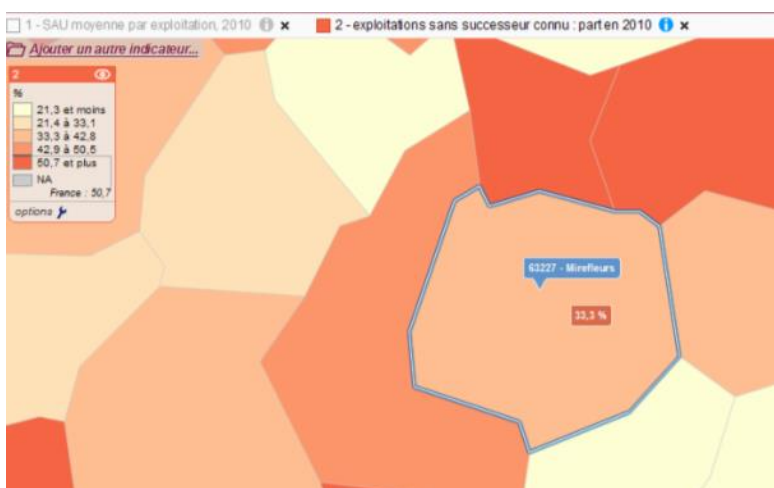 1 - SAU moyenne par exploitation, 2010 i x 2 - exploitations sans successeur connu : part en 2010 i x
Ajouter un autre indicateur...
2
%
21,3 et moins
21,4 à 33,1
33,3 à 42,8
42,9 à 50,5
50,7 et plus
NA
France : 50,7
options
63227 - Mirefleurs
33,3 %